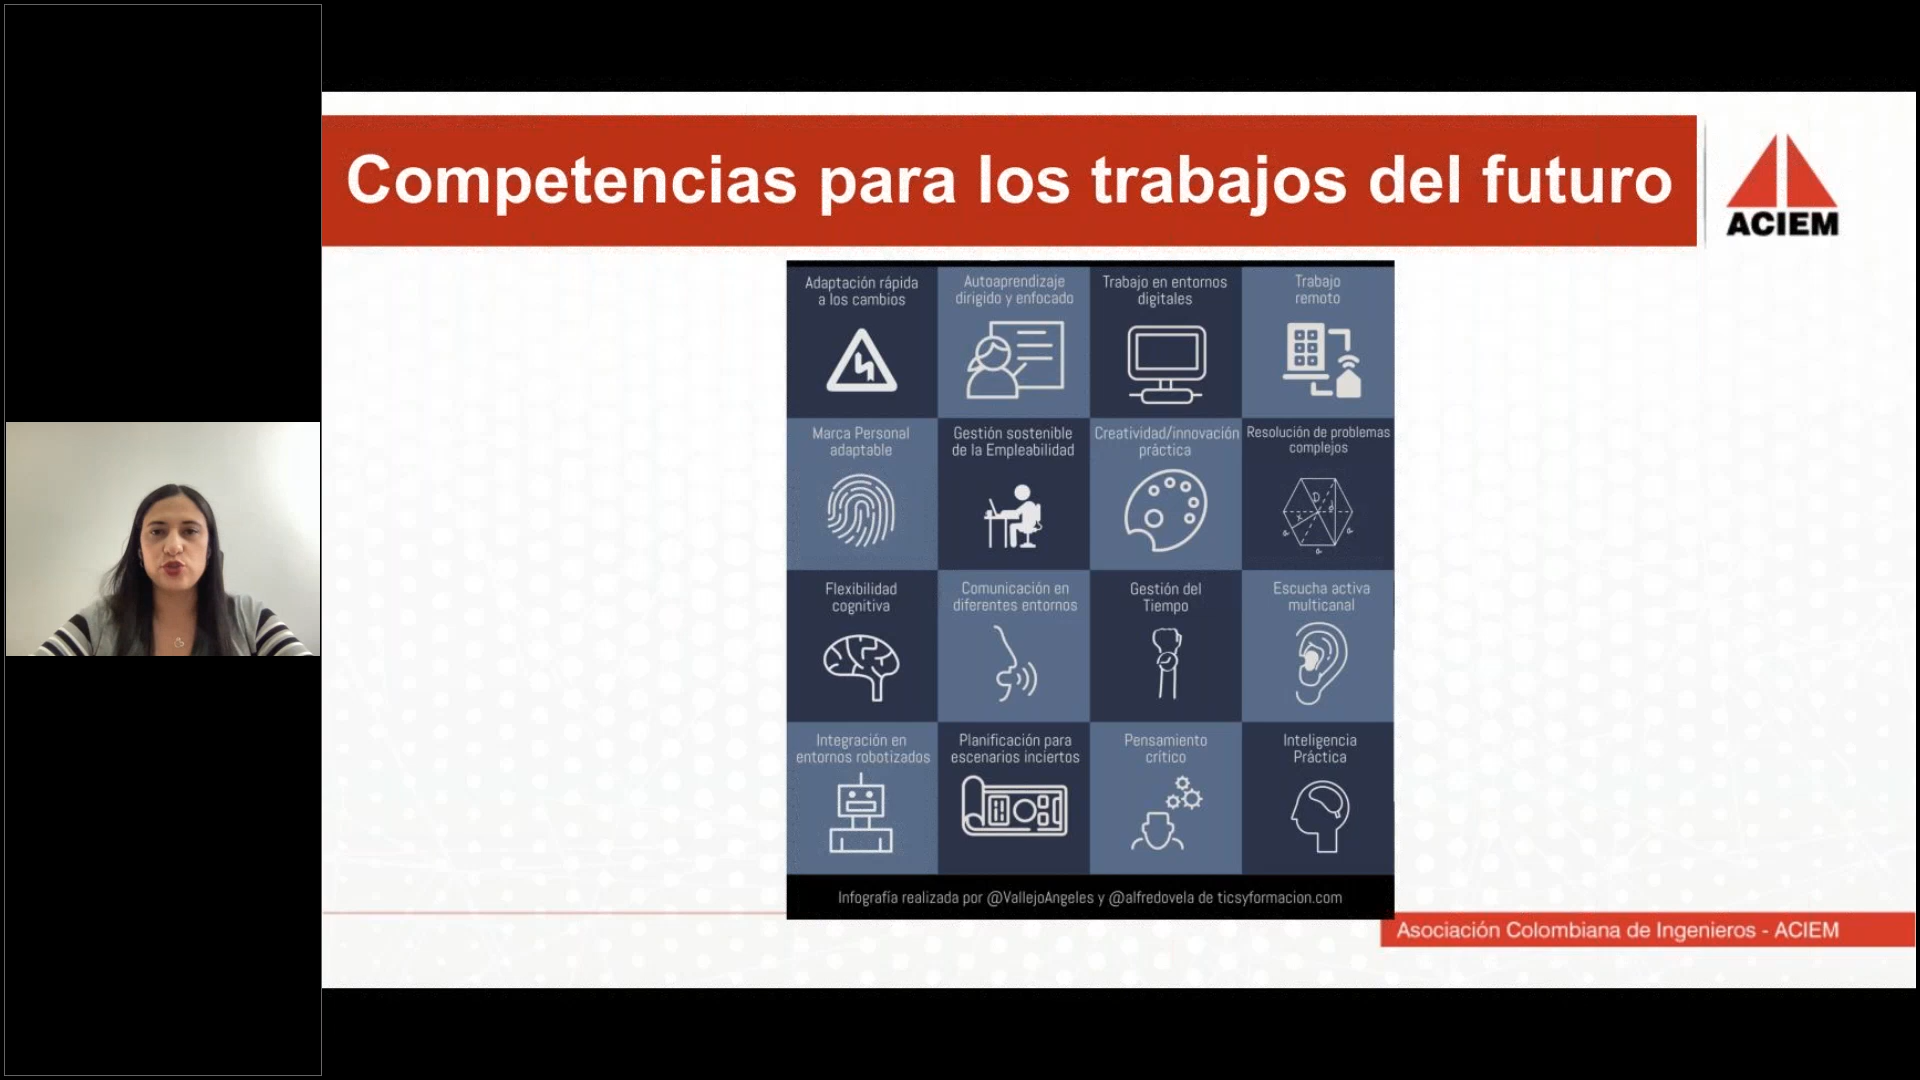 Competencias para los trabajos del futuro
ACIEM
Adaptación rápida
a los cambios
Autoaprendizaje
dirigido y enfocado
Trabajo en entornos
digitales
Trabajo
remoto
Marca Personal
adaptable
Gestión sostenible
de la Empleabilidad
Creatividad/innovación
práctica
Resolución de problemas
complejos
Flexibilidad
cognitiva
Comunicación en
diferentes entornos
Gestión del
Tiempo
Escucha activa
multicanal
Integración en
entornos robotizados
Planificación para
escenarios inciertos
Pensamiento
crítico
Inteligencia
Práctica
Infografía realizada por @VallejoAngeles y @alfredovela de ticsyformacion.com
Asociación Colombiana de Ingenieros - ACIEM